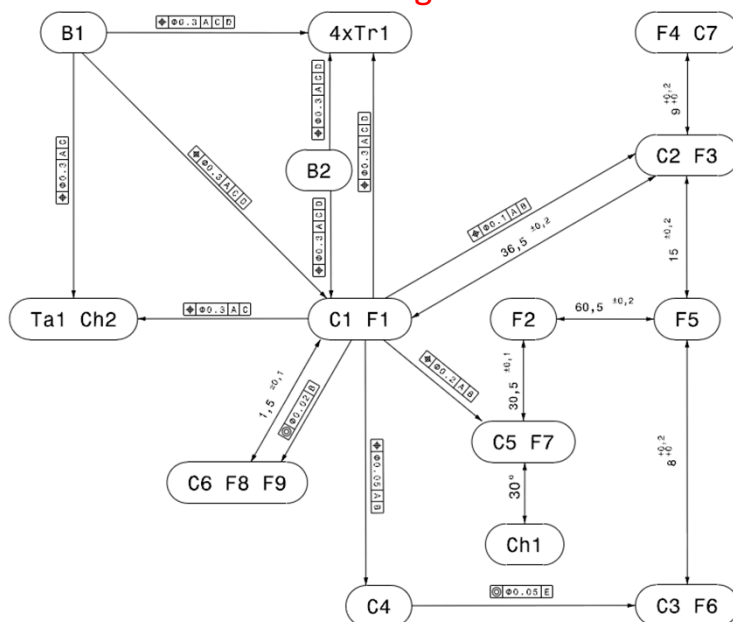 g
B1
⌖ Φ0.3 A C D
4xTr1
F4 C7
9 ±0,2
⌖ Φ0.3 A C
⌖ Φ0.3 A C D
⌖ Φ0.3 A C D
B2
⌖ Φ0.3 A C D
⌖ Φ0.3 A C D
C2 F3
⌖ Φ0.1 A B
36,5 ±0,2
15 ±0,2
Ta1 Ch2
⌖ Φ0.3 A C
C1 F1
F2
60,5 ±0,2
F5
1,5 ±0,1
◎ Φ0.02 B
⌖ Φ0.2 A B
30,5 ±0,1
C5 F7
8 ±0,2
C6 F8 F9
⌖ Φ0.05 A B
30°
Ch1
C4
◎ Φ0.05 E
C3 F6